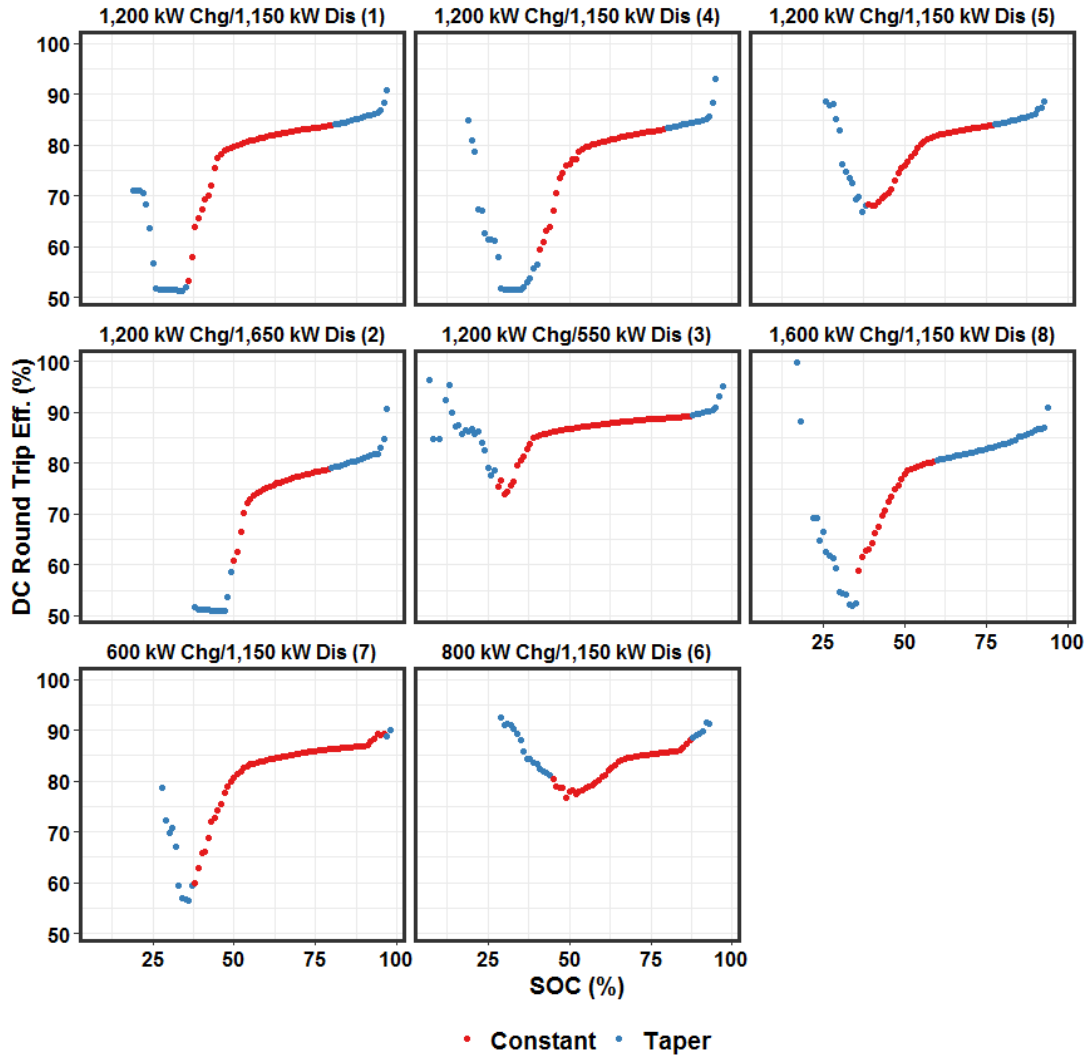 1,200 kW Chg/1,150 kW Dis (1)
1,200 kW Chg/1,150 kW Dis (4)
1,200 kW Chg/1,150 kW Dis (5)
100
90
80
70
60
50
1,200 kW Chg/1,650 kW Dis (2)
1,200 kW Chg/550 kW Dis (3)
1,600 kW Chg/1,150 kW Dis (8)
DC Round Trip Eff. (%)
100
90
80
70
60
50
25 50 75 100
600 kW Chg/1,150 kW Dis (7)
800 kW Chg/1,150 kW Dis (6)
100
90
80
70
60
50
25 50 75 100
25 50 75 100
SOC (%)
Constant Taper